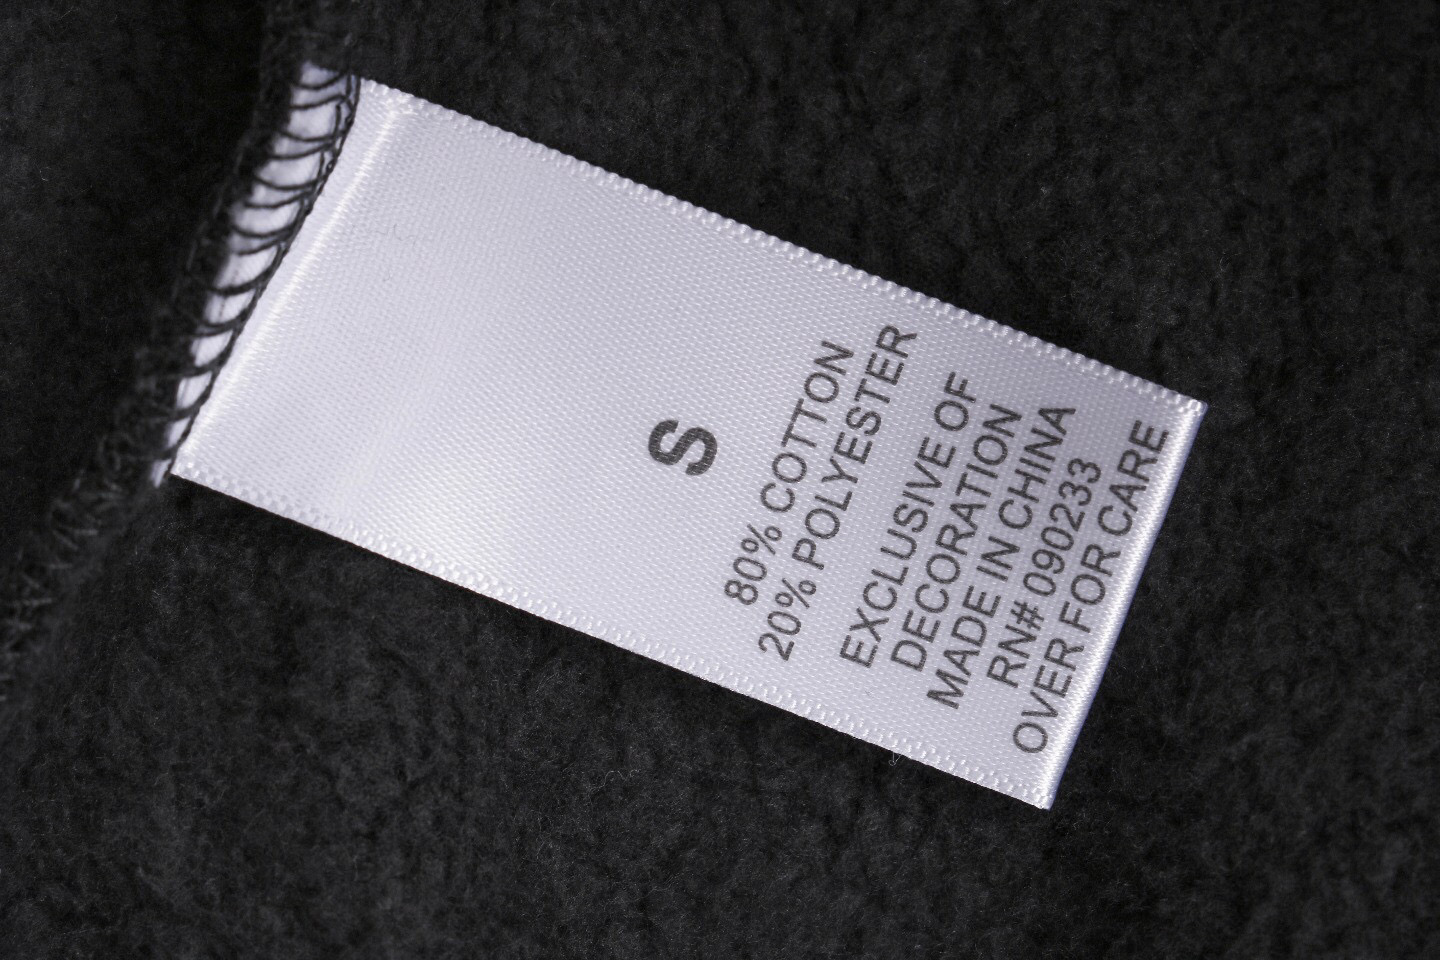 S
80% COTTON
20% POLYESTER
EXCLUSIVE OF
DECORATION
MADE IN CHINA
RN# 090233
OVER FOR CARE